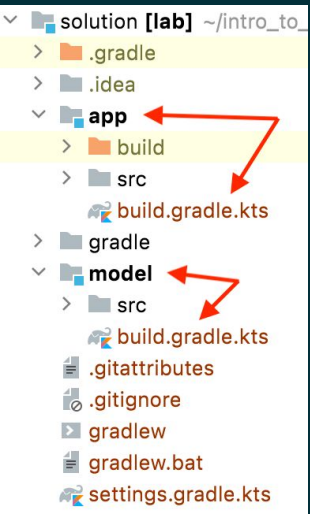 solution [lab] ~/intro_to_
.gradle
.idea
app
build
src
build.gradle.kts
gradle
model
src
build.gradle.kts
.gitattributes
.gitignore
gradlew
gradlew.bat
settings.gradle.kts